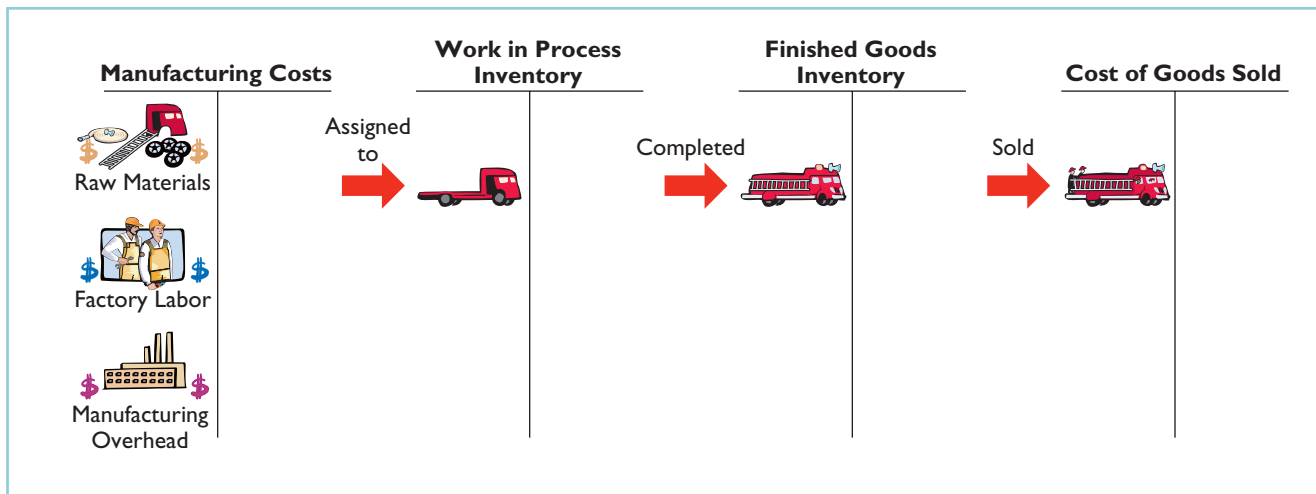 Manufacturing Costs
Work in Process
Inventory
Finished Goods
Inventory
Cost of Goods Sold
$ $
Raw Materials
Assigned
to
Completed
Sold
$ $
Factory Labor
$ $
Manufacturing
Overhead